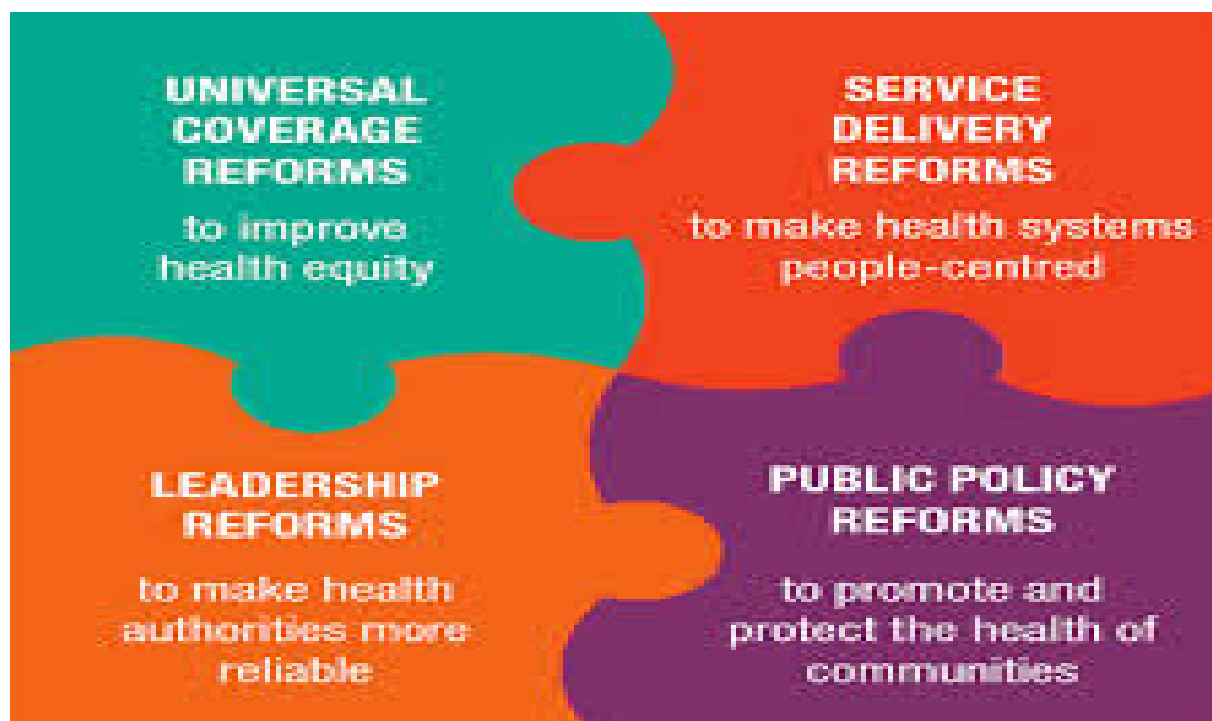 UNIVERSAL
COVERAGE
REFORMS
to improve
health equity
SERVICE
DELIVERY
REFORMS
to make health systems
people-centred
LEADERSHIP
REFORMS
to make health
authorities more
reliable
PUBLIC POLICY
REFORMS
to promote and
protect the health of
communities